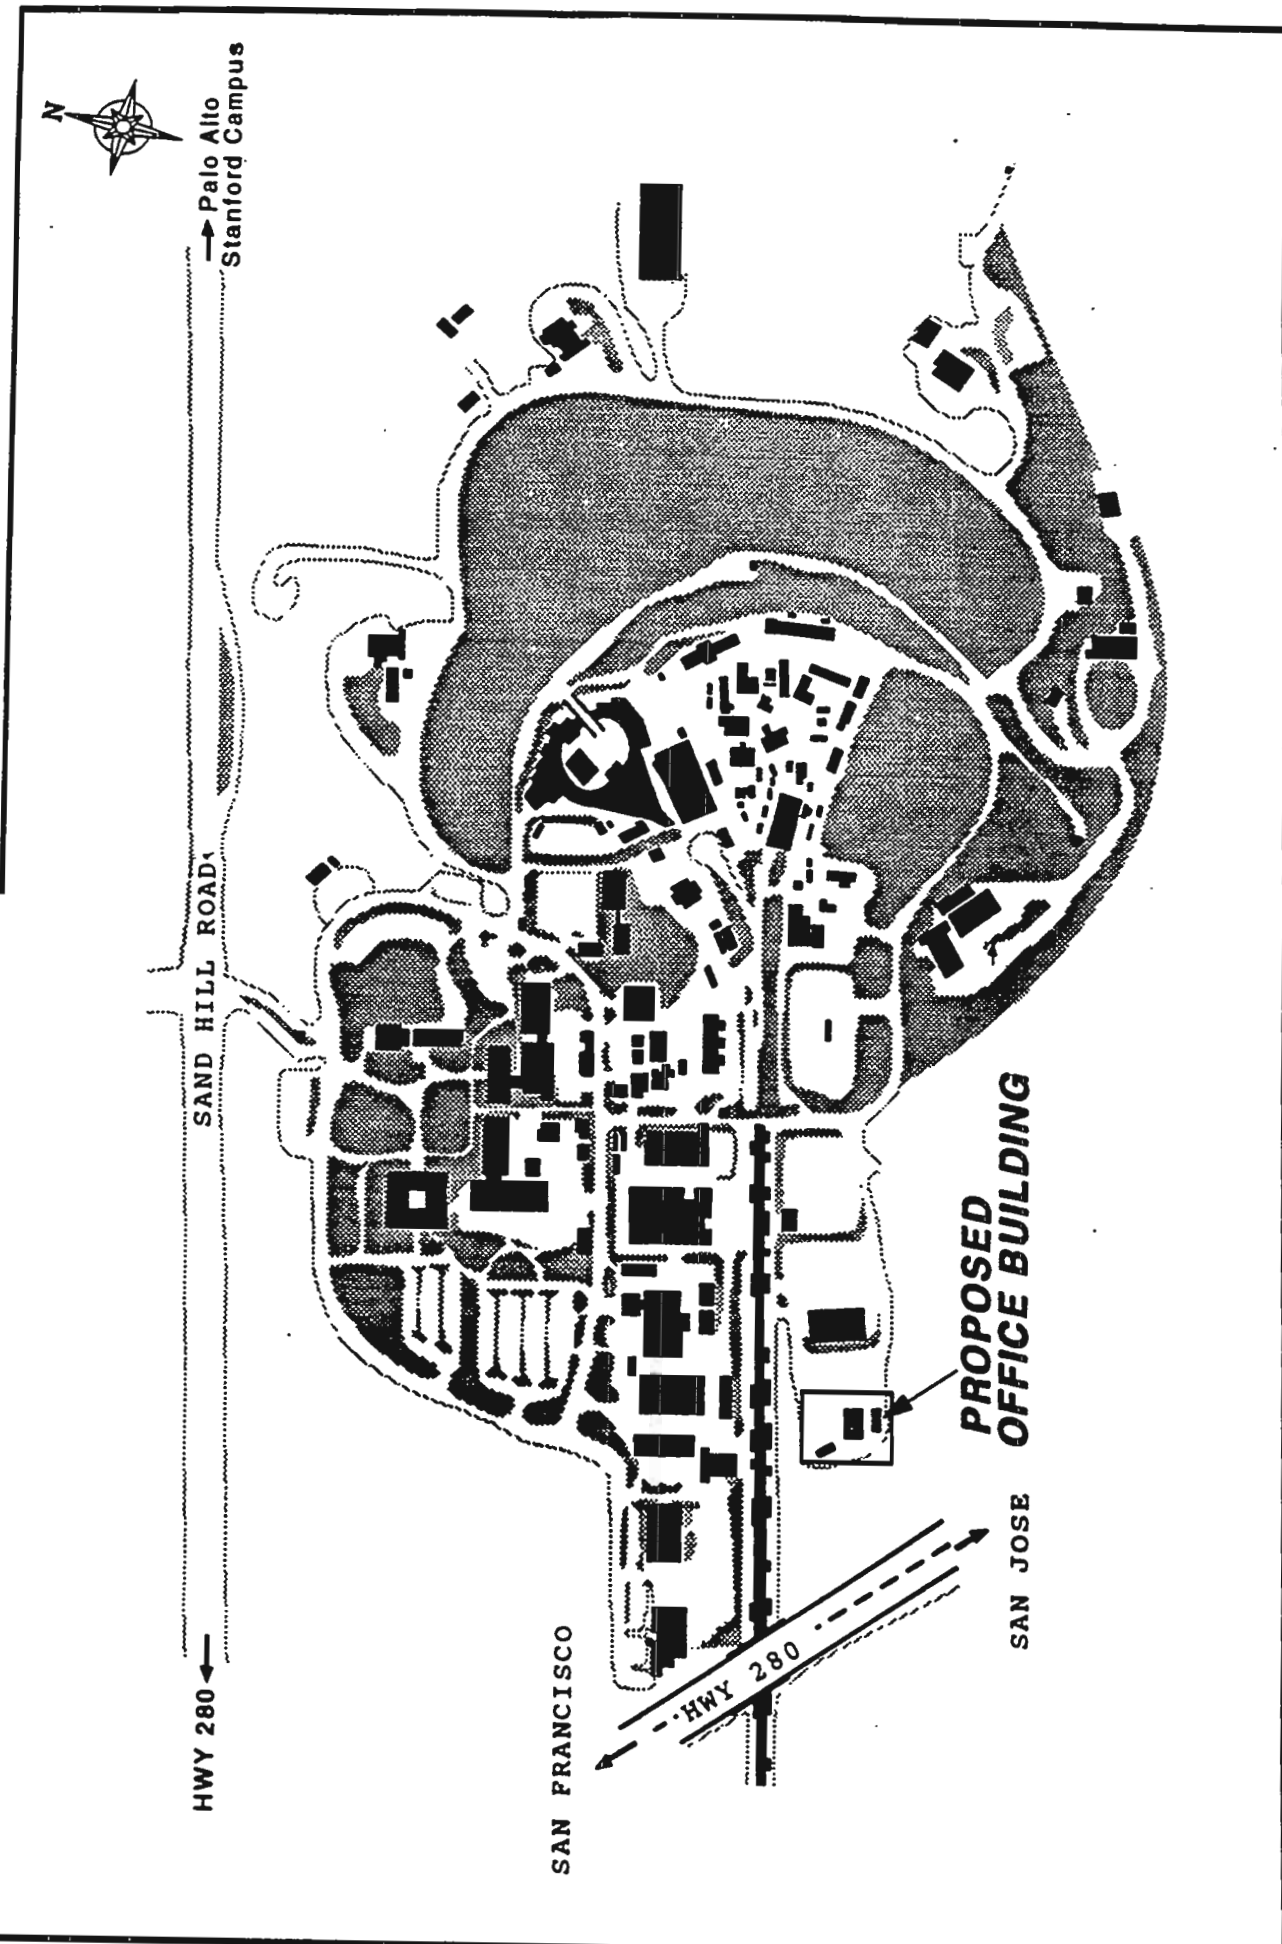 N
→ Palo Alto
Stanford Campus
SAND HILL ROAD
HWY 280 ←
SAN FRANCISCO
HWY 280
SAN JOSE
PROPOSED
OFFICE BUILDING